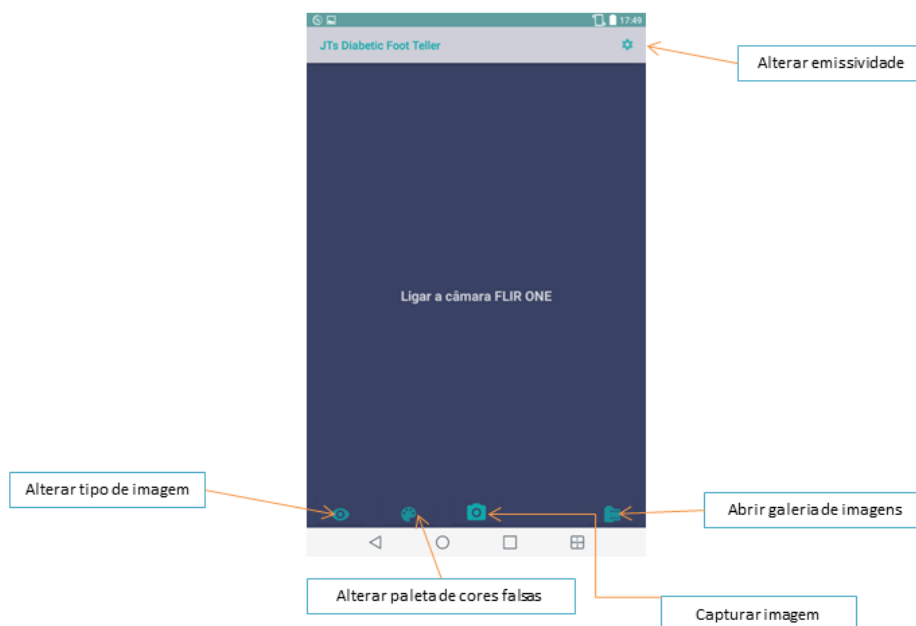 17:49
JTs Diabetic Foot Teller
Alterar emissividade
Ligar a câmara FLIR ONE
Alterar tipo de imagem
Abrir galeria de imagens
Alterar paleta de cores falsas
Capturar imagem